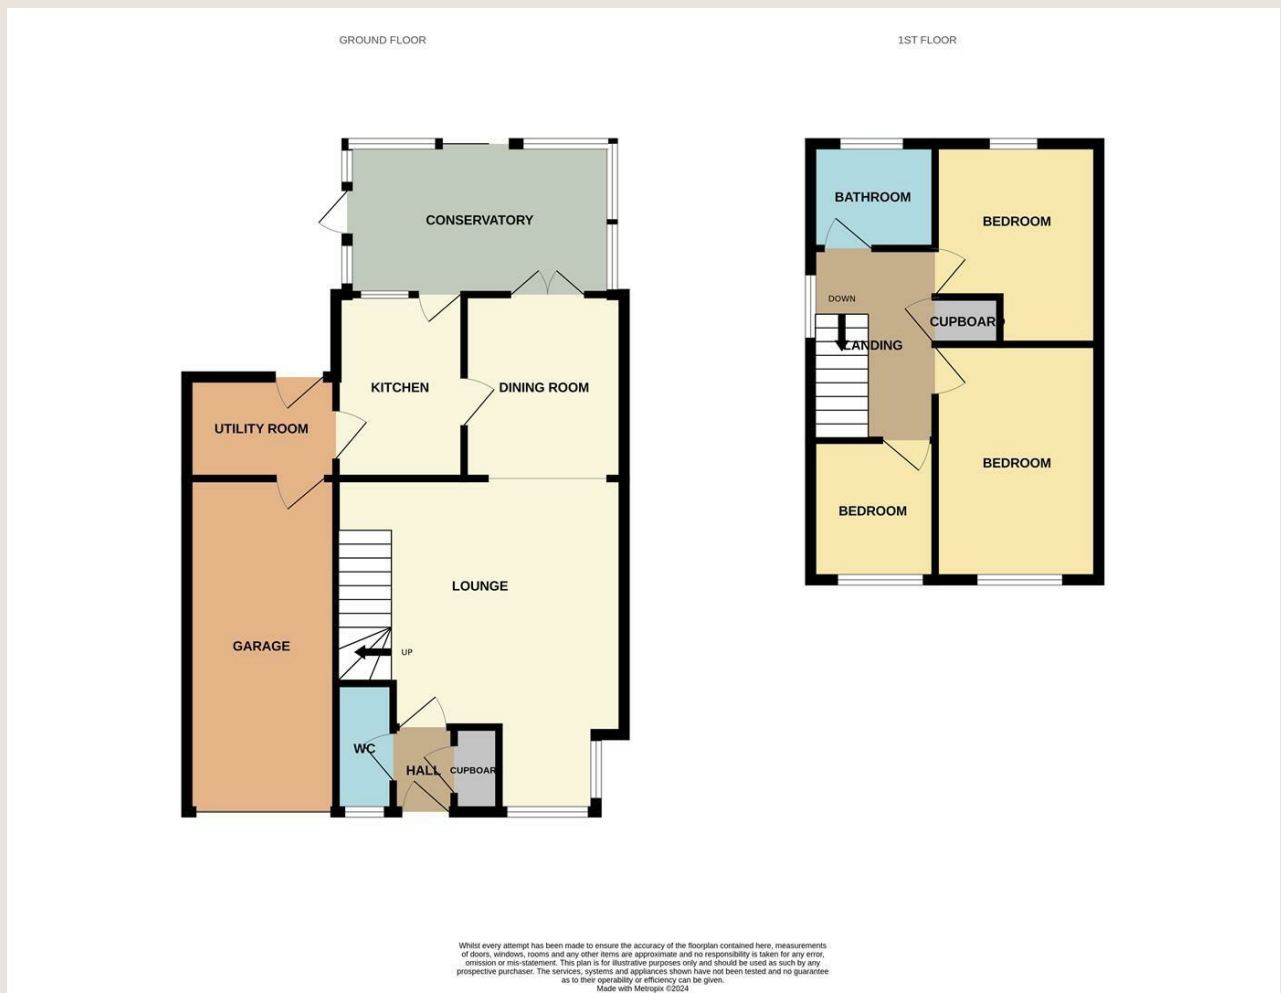 GROUND FLOOR
1ST FLOOR
CONSERVATORY
KITCHEN
DINING ROOM
UTILITY ROOM
LOUNGE
GARAGE
UP
WC
HALL
CUPBOAR
BATHROOM
BEDROOM
DOWN
CUPBOARD
LANDING
BEDROOM
BEDROOM
Whilst every attempt has been made to ensure the accuracy of the floorplan contained here, measurements
of doors, windows, rooms and any other items are approximate and no responsibility is taken for any error,
omission or mis-statement. This plan is for illustrative purposes only and should be used as such by any
prospective purchaser. The services, systems and appliances shown have not been tested and no guarantee
as to their operability or efficiency can be given.
Made with Metropix ©2024